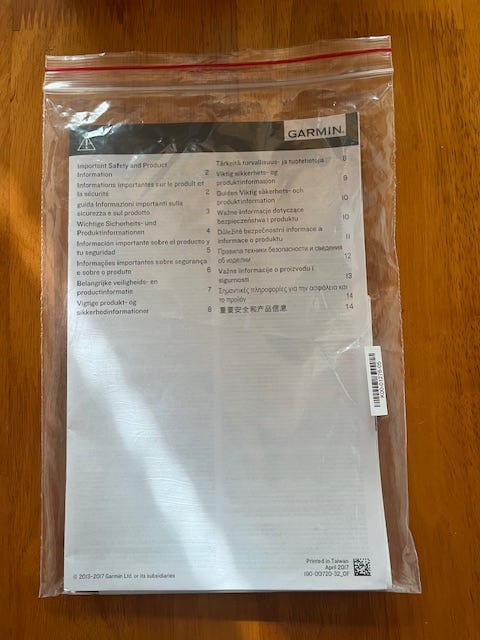 GARMIN
Important Safety and Product
Information 2
Informations importantes sur le produit et
la sécurité 2
guida Informazioni importanti sulla
sicurezza e sul prodotto 3
Wichtige Sicherheits- und
Produktinformationen 4
Información importante sobre el producto y
tu seguridad 5
Informações importantes sobre segurança
e sobre o produto 6
Belangrijke veiligheids- en
productinformatie 7
Vigtige produkt- og
sikkerhedinformationer 8
Tärkeitä turvallisuus- ja tuotetietoja 8
Viktig sikkerhets- og
produktinformasjon 9
Guiden Viktig säkerhets- och
produktinformation 10
Ważne informacje dotyczące
bezpieczeństwa i produktu 10
Důležité bezpečnostní informace a
informace o produktu 11
Правила техники безопасности и сведения
об изделии 12
Važne informacije o proizvodu i
sigurnosti 13
Σημαντικές πληροφορίες για την ασφάλεια και
το προϊόν 14
重要安全和产品信息 14
K00-01278-05
© 2013-2017 Garmin Ltd. or its subsidiaries
Printed in Taiwan
April 2017
190-00720-32_0F